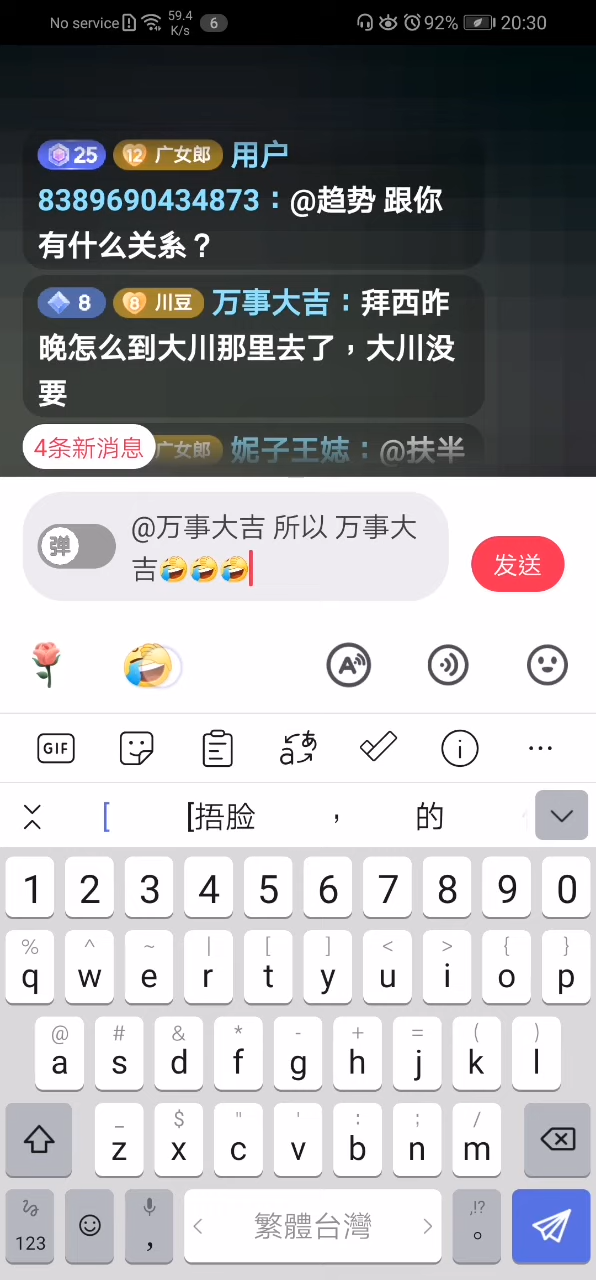 No service 59.4 K/s 6 92% 20:30
25 12 广女郎 用户
8389690434873：@趋势 跟你
有什么关系？
8 8 川豆 万事大吉：拜西昨
晚怎么到大川那里去了，大川没
要
4条新消息 广女郎 妮子王娡：@扶半
弹 @万事大吉 所以 万事大
吉🤣🤣🤣
发送
GIF
[ [捂脸 ， 的
1 2 3 4 5 6 7 8 9 0
% ^ ~ | [ ] < > { }
q w e r t y u i o p
@ # & * - + = ( )
a s d f g h j k l
_ $ " ' : ; /
z x c v b n m
123 , 繁體台灣 ,!? 。